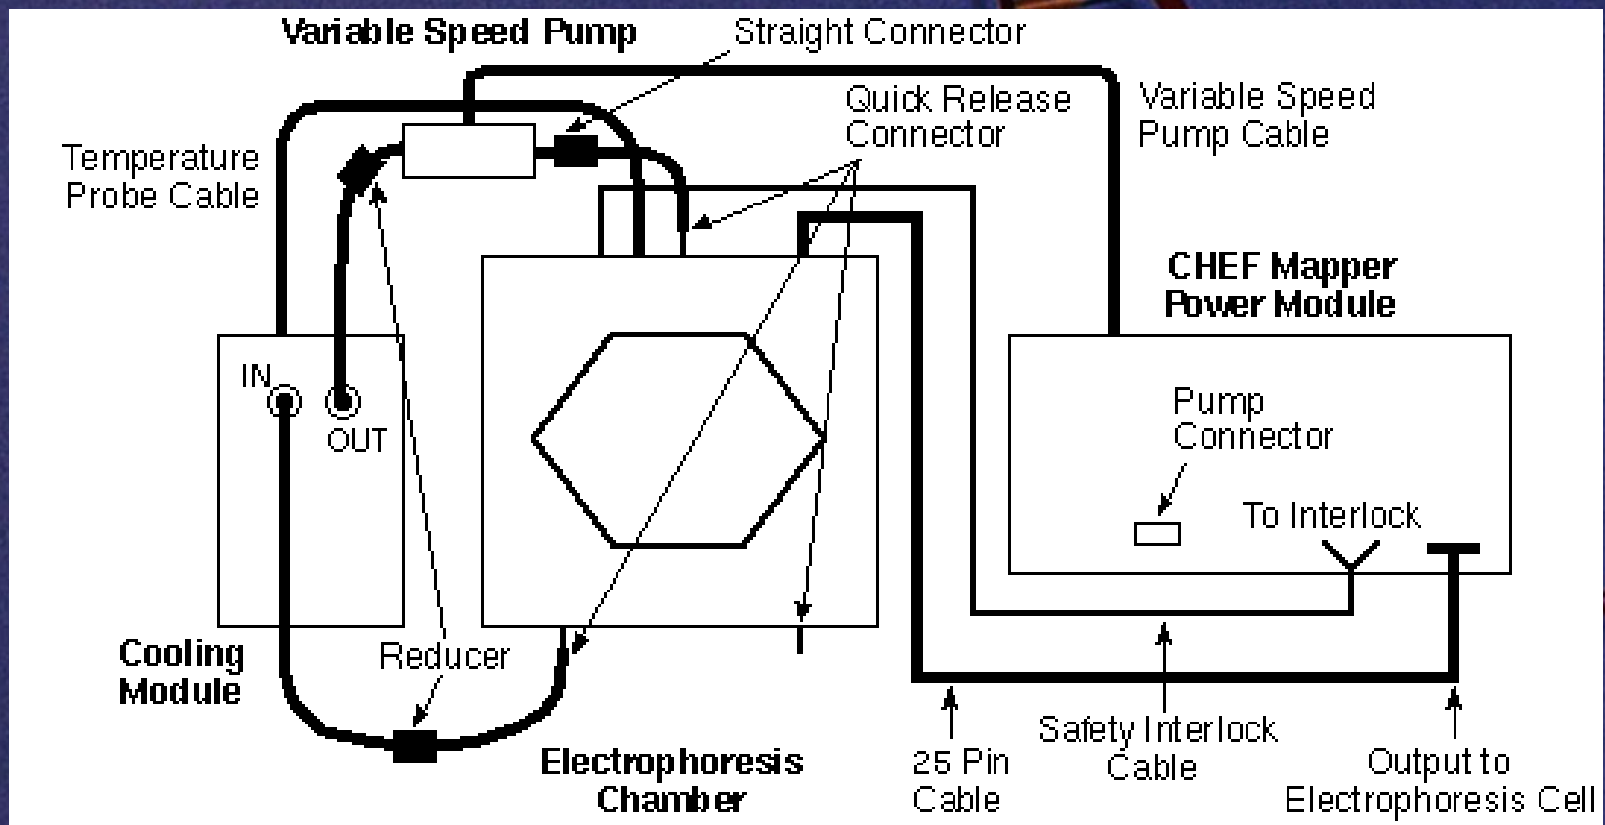 Variable Speed Pump
Straight Connector
Quick Release
Connector
Variable Speed
Pump Cable
Temperature
Probe Cable
CHEF Mapper
Power Module
IN
OUT
Pump
Connector
To Interlock
Cooling
Module
Reducer
Electrophoresis
Chamber
25 Pin
Cable
Safety Interlock
Cable
Output to
Electrophoresis Cell